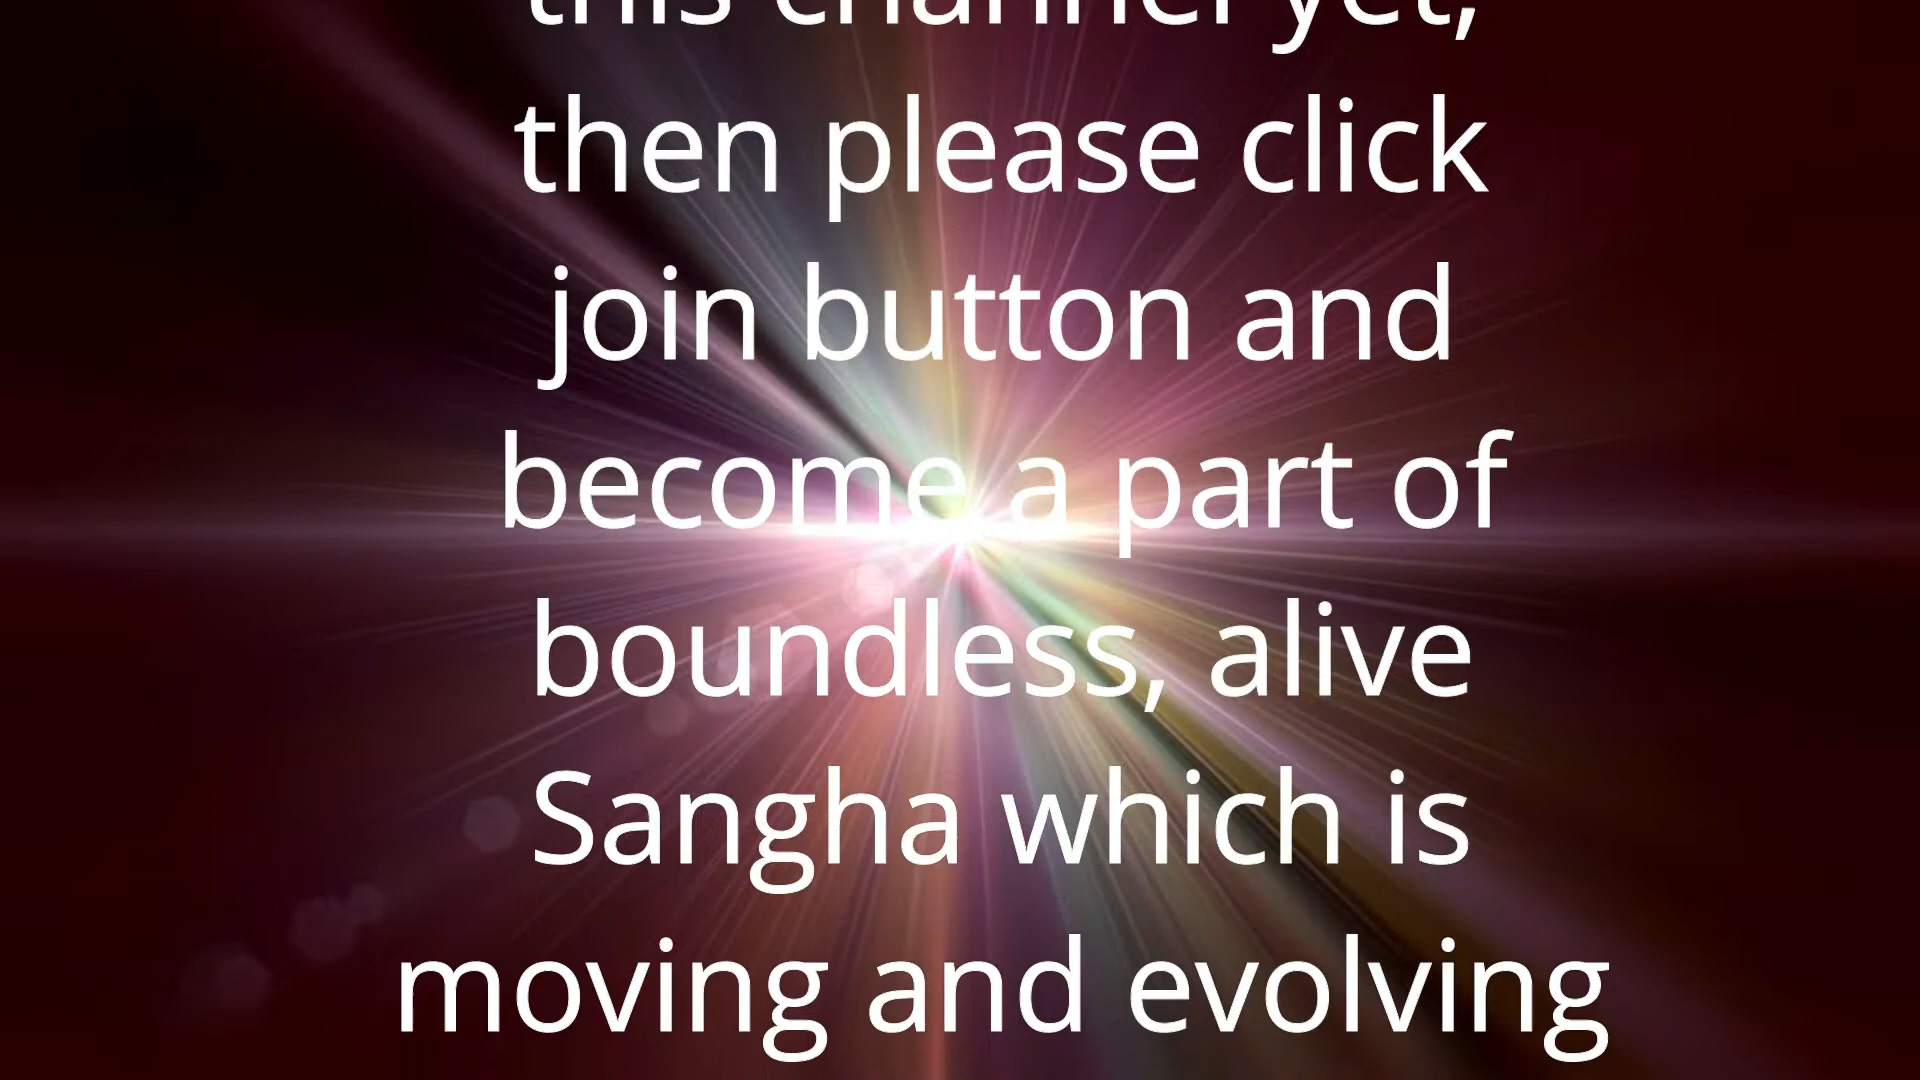 this channel yet,
then please click
join button and
become a part of
boundless, alive
Sangha which is
moving and evolving